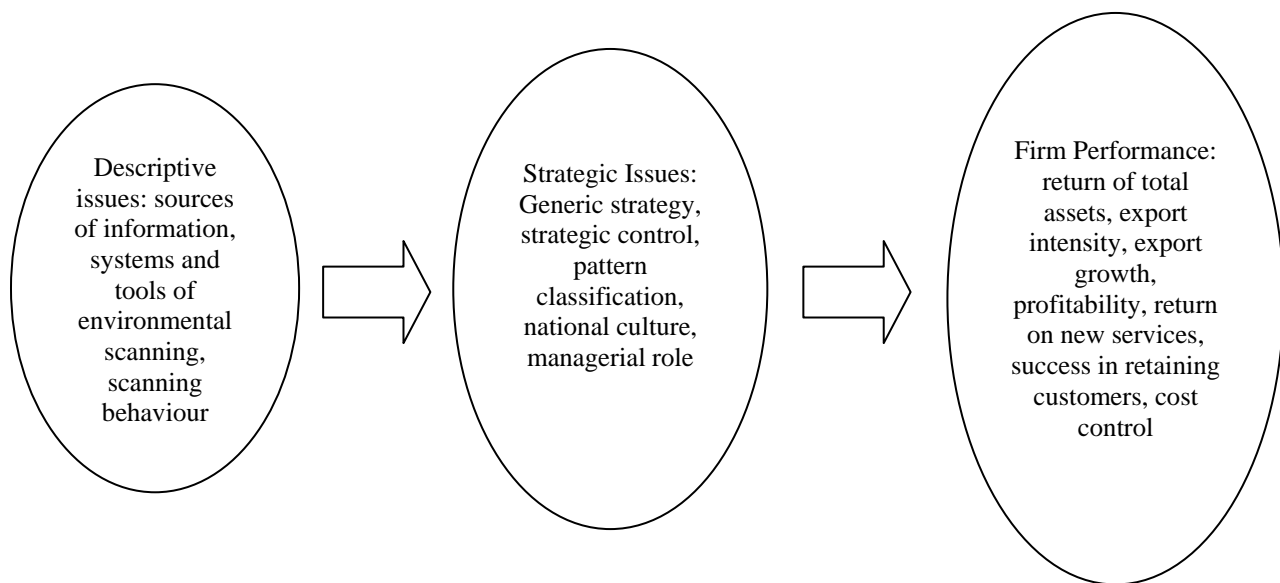 Descriptive
issues: sources
of information,
systems and
tools of
environmental
scanning,
scanning
behaviour
Strategic Issues:
Generic strategy,
strategic control,
pattern
classification,
national culture,
managerial role
Firm Performance:
return of total
assets, export
intensity, export
growth,
profitability, return
on new services,
success in retaining
customers, cost
control